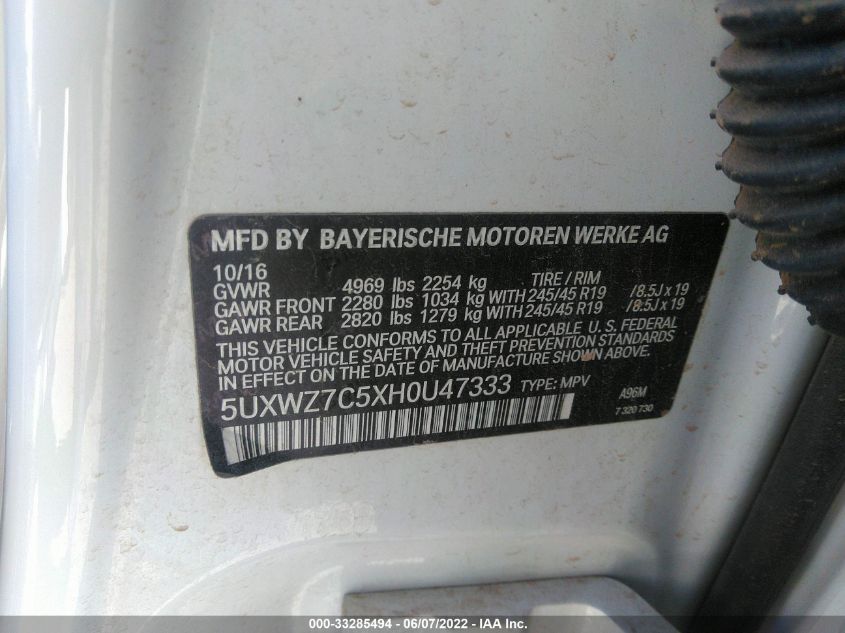 MFD BY BAYERISCHE MOTOREN WERKE AG
10/16
GVWR 4969 lbs 2254 kg TIRE / RIM
GAWR FRONT 2280 lbs 1034 kg WITH 245/45 R19 /8.5J x 19
GAWR REAR 2820 lbs 1279 kg WITH 245/45 R19 /8.5J x 19
THIS VEHICLE CONFORMS TO ALL APPLICABLE U. S. FEDERAL
MOTOR VEHICLE SAFETY AND THEFT PREVENTION STANDARDS
IN EFFECT ON THE DATE OF MANUFACTURE SHOWN ABOVE.
5UXWZ7C5XH0U47333 TYPE: MPV A96M
7 320 730
000-33285494 - 06/07/2022 - IAA Inc.